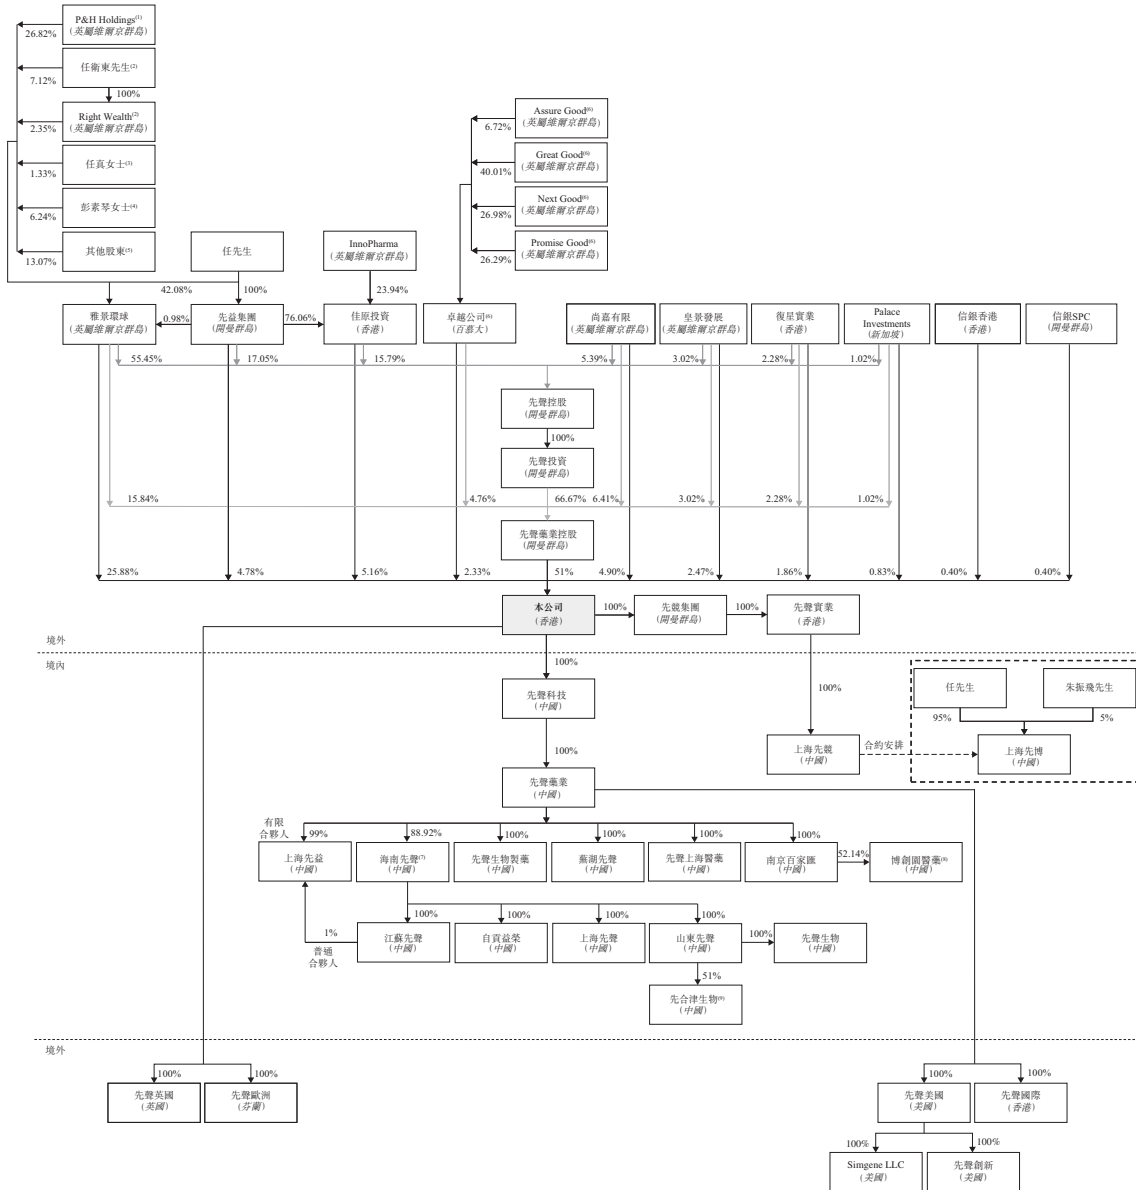 P&H Holdings(1)
(英屬維爾京群島)
26.82%
任衛東先生(2)
7.12%
100%
Right Wealth(2)
(英屬維爾京群島)
2.35%
任真女士(3)
1.33%
彭素琴女士(4)
6.24%
其他股東(5)
13.07%
Assure Good(6)
(英屬維爾京群島)
6.72%
Great Good(6)
(英屬維爾京群島)
40.01%
Next Good(6)
(英屬維爾京群島)
26.98%
Promise Good(6)
(英屬維爾京群島)
26.29%
任先生
InnoPharma
(英屬維爾京群島)
42.08%
100%
23.94%
雅景環球
(英屬維爾京群島)
0.98%
先益集團
(開曼群島)
76.06%
佳原投資
(香港)
卓越公司(6)
(百慕大)
尚嘉有限
(英屬維爾京群島)
皇景發展
(英屬維爾京群島)
復星實業
(香港)
Palace
Investments
(新加坡)
信銀香港
(香港)
信銀SPC
(開曼群島)
55.45%
17.05%
15.79%
5.39%
3.02%
2.28%
1.02%
先聲控股
(開曼群島)
100%
先聲投資
(開曼群島)
15.84%
4.76%
66.67%
6.41%
3.02%
2.28%
1.02%
先聲藥業控股
(開曼群島)
25.88%
4.78%
5.16%
2.33%
51%
4.90%
2.47%
1.86%
0.83%
0.40%
0.40%
本公司
(香港)
100%
先競集團
(開曼群島)
100%
先聲實業
(香港)
境外
境內
100%
先聲科技
(中國)
100%
任先生
朱振飛先生
95%
5%
100%
上海先競
(中國)
合約安排
上海先博
(中國)
先聲藥業
(中國)
有限
合夥人
99%
88.92%
100%
100%
100%
100%
上海先益
(中國)
海南先聲(7)
(中國)
先聲生物製藥
(中國)
蕪湖先聲
(中國)
先聲上海醫藥
(中國)
南京百家匯
(中國)
52.14%
博創園醫藥(8)
(中國)
100%
100%
100%
100%
1%
普通
合夥人
江蘇先聲
(中國)
自貢益榮
(中國)
上海先聲
(中國)
山東先聲
(中國)
100%
先聲生物
(中國)
51%
先合津生物(9)
(中國)
境外
100%
100%
100%
100%
先聲英國
(英國)
先聲歐洲
(芬蘭)
先聲美國
(美國)
先聲國際
(香港)
100%
100%
Simgene LLC
(美國)
先聲創新
(美國)